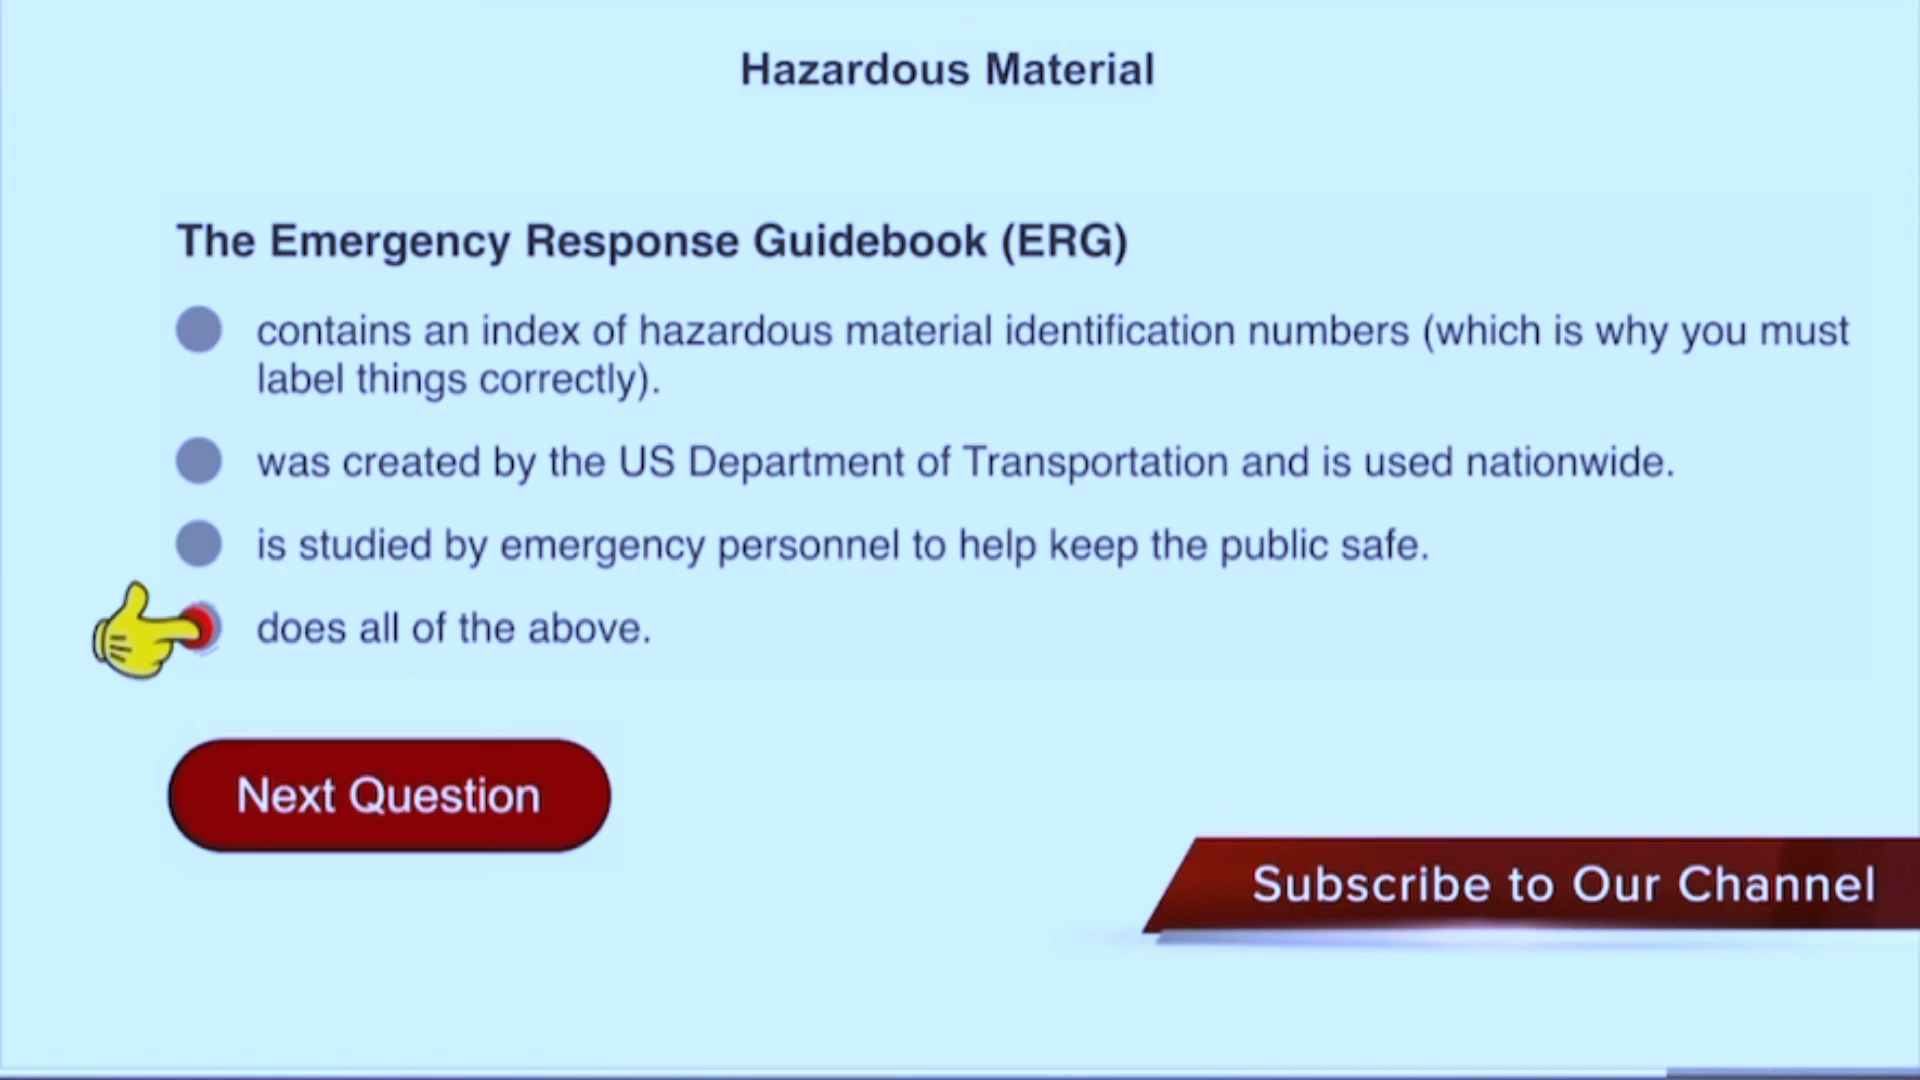 Hazardous Material
The Emergency Response Guidebook (ERG)
contains an index of hazardous material identification numbers (which is why you must
label things correctly).
was created by the US Department of Transportation and is used nationwide.
is studied by emergency personnel to help keep the public safe.
does all of the above.
Next Question
Subscribe to Our Channel